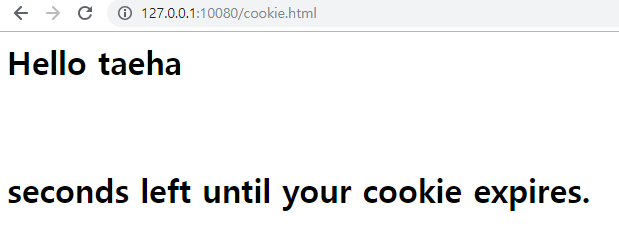 127.0.0.1:10080/cookie.html
Hello taeha
seconds left until your cookie expires.